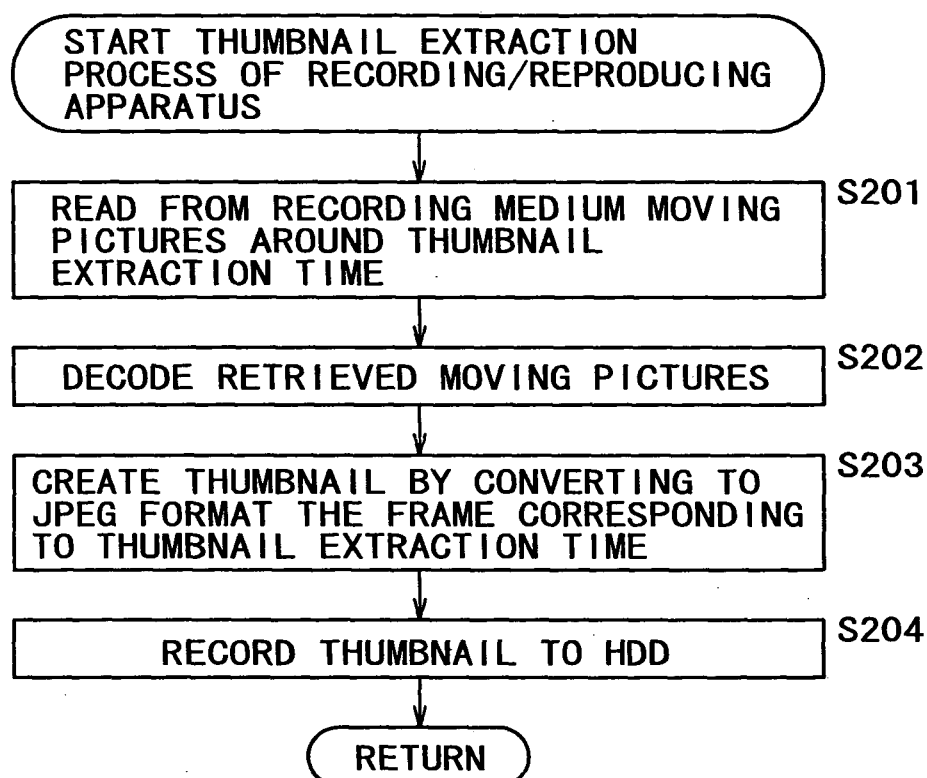 START THUMBNAIL EXTRACTION
PROCESS OF RECORDING/REPRODUCING
APPARATUS
S201
READ FROM RECORDING MEDIUM MOVING
PICTURES AROUND THUMBNAIL
EXTRACTION TIME
S202
DECODE RETRIEVED MOVING PICTURES
S203
CREATE THUMBNAIL BY CONVERTING TO
JPEG FORMAT THE FRAME CORRESPONDING
TO THUMBNAIL EXTRACTION TIME
S204
RECORD THUMBNAIL TO HDD
RETURN